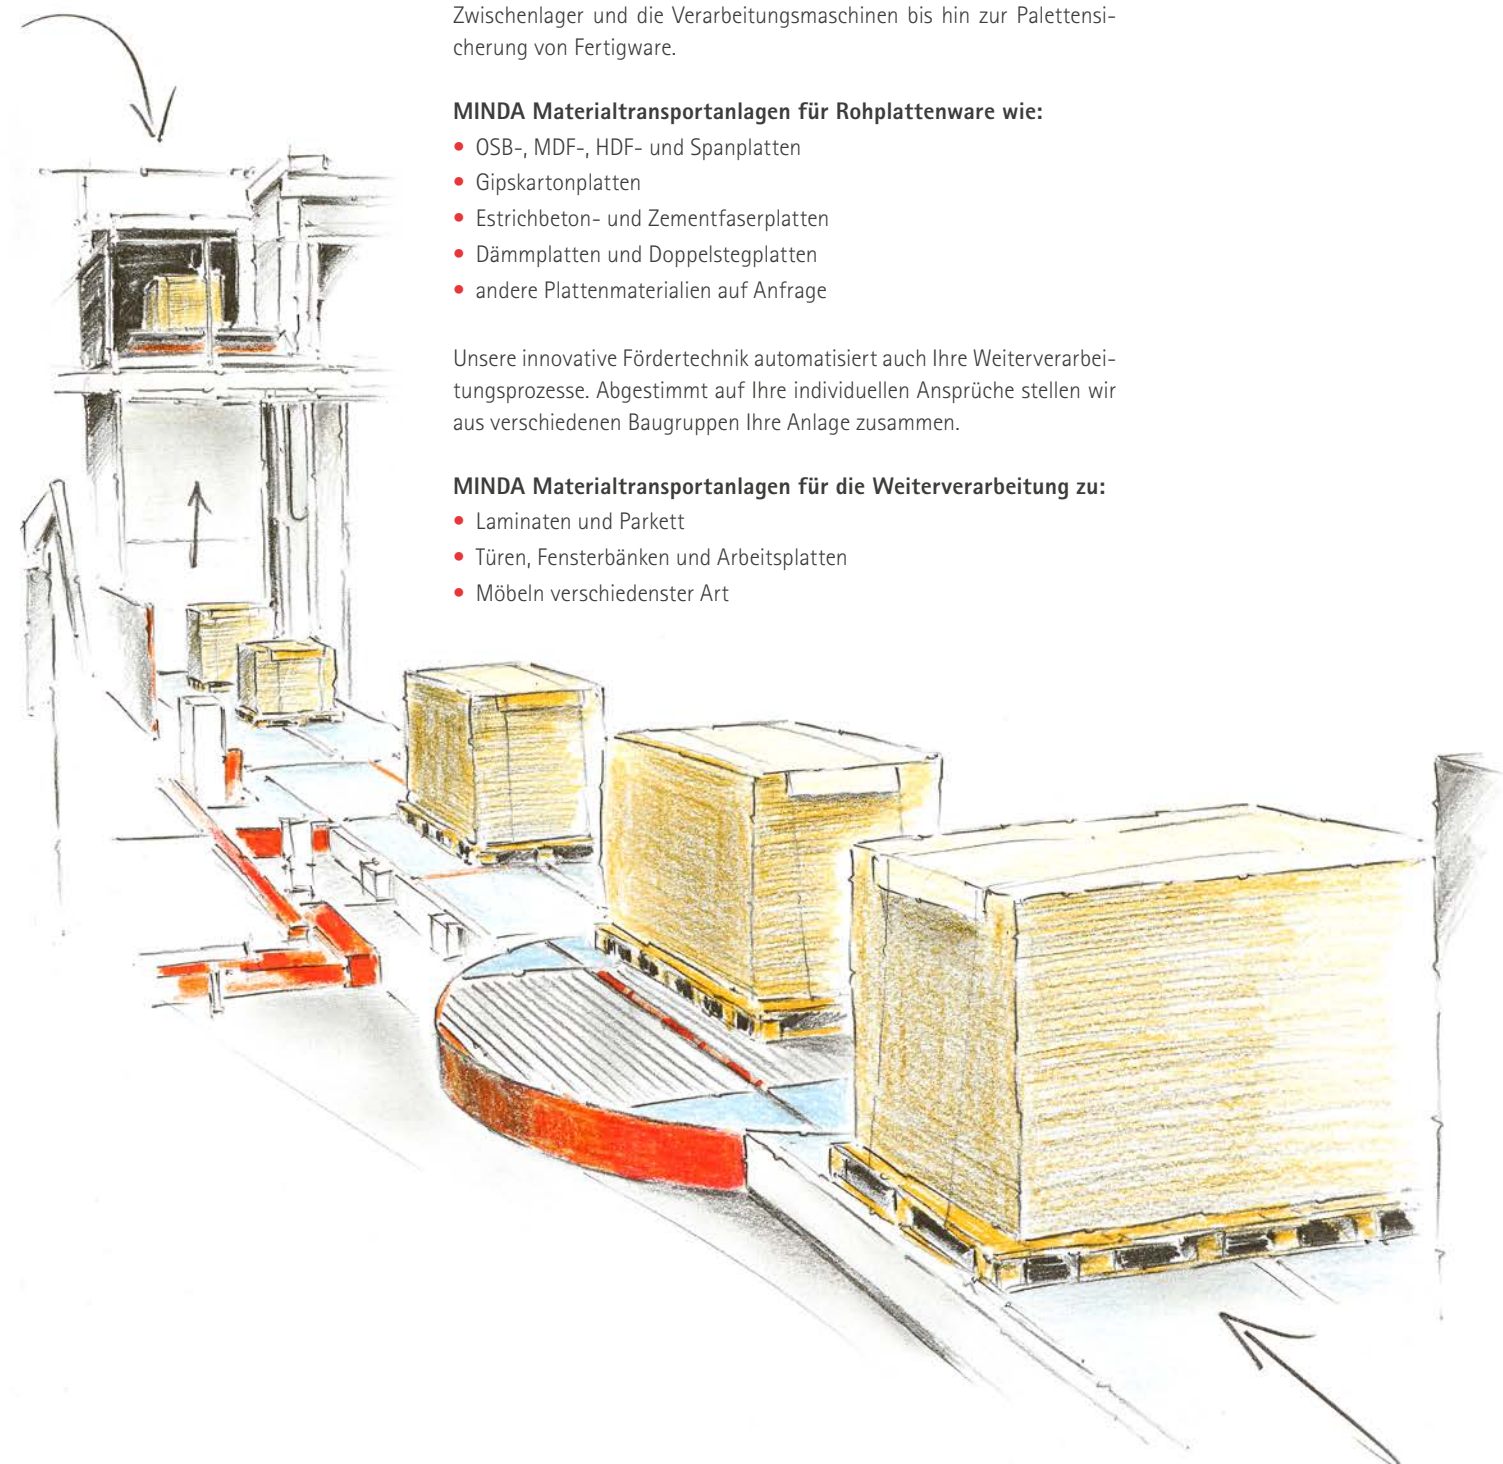 Zwischenlager und die Verarbeitungsmaschinen bis hin zur Palettensi-
cherung von Fertigware.
MINDA Materialtransportanlagen für Rohplattenware wie:
• OSB-, MDF-, HDF- und Spanplatten
• Gipskartonplatten
• Estrichbeton- und Zementfaserplatten
• Dämmplatten und Doppelstegplatten
• andere Plattenmaterialien auf Anfrage
Unsere innovative Fördertechnik automatisiert auch Ihre Weiterverarbei-
tungsprozesse. Abgestimmt auf Ihre individuellen Ansprüche stellen wir
aus verschiedenen Baugruppen Ihre Anlage zusammen.
MINDA Materialtransportanlagen für die Weiterverarbeitung zu:
• Laminaten und Parkett
• Türen, Fensterbänken und Arbeitsplatten
• Möbeln verschiedenster Art